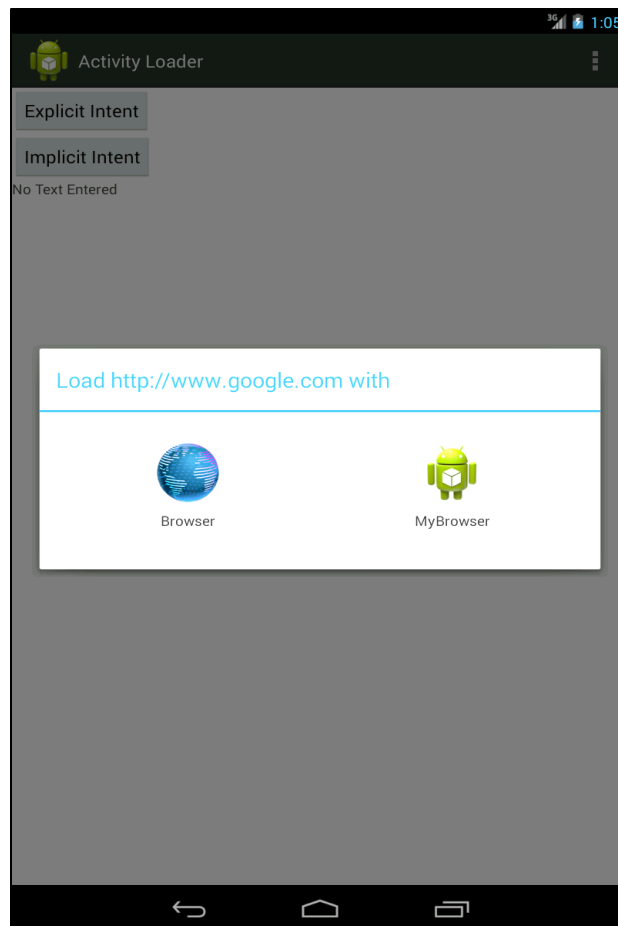 3G 1:05
Activity Loader
Explicit Intent
Implicit Intent
No Text Entered
Load http://www.google.com with
Browser MyBrowser